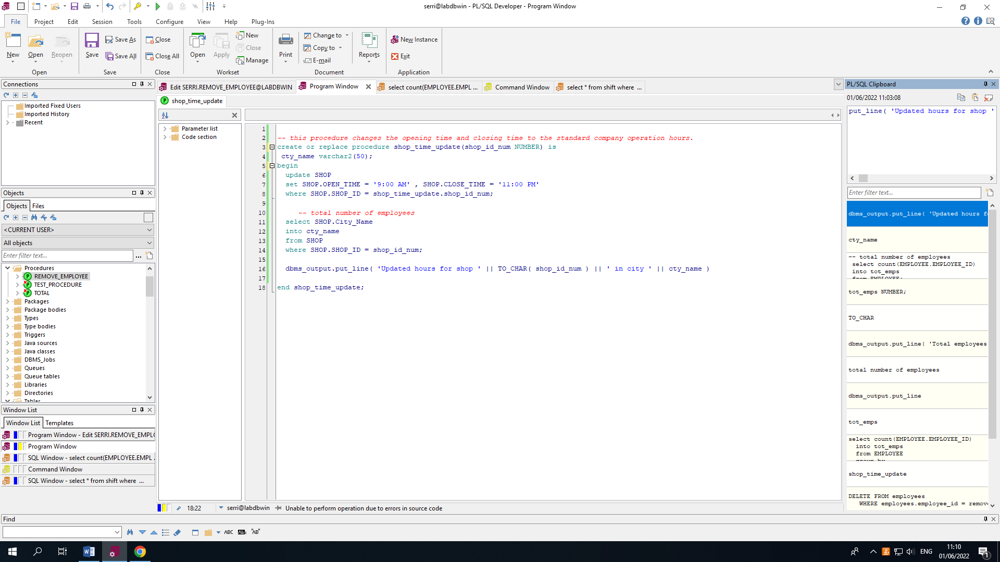 serri@labdbwin - PL/SQL Developer - Program Window
File Project Edit Session Tools Configure View Help Plug-Ins
New Open Reopen
Open
Save Save As Save All
Save
Close Close All
Close
Open Apply New Close Manage
Workset
Print Change to Copy to E-mail
Document
Reports
New Instance
Exit
Application
Connections
Imported Fixed Users
Imported History
Recent
Objects
Objects Files
<CURRENT USER>
All objects
Enter filter text...
Procedures
REMOVE_EMPLOYEE
TEST_PROCEDURE
TOTAL
Packages
Package bodies
Types
Type bodies
Triggers
Java sources
Java classes
DBMS_Jobs
Queues
Queue tables
Libraries
Directories
Tables
Window List
Window List Templates
Program Window - Edit SERRI.REMOVE_EMPLO
Program Window
SQL Window - select count(EMPLOYEE.EMPL ...
Command Window
SQL Window - select * from shift where ...
Edit SERRI.REMOVE_EMPLOYEE@LABDBWIN Program Window select count(EMPLOYEE.EMPL ... Command Window select * from shift where ...
shop_time_update
Parameter list
Code section
1
2 -- this procedure changes the opening time and closing time to the standard company operation hours.
3 create or replace procedure shop_time_update(shop_id_num NUMBER) is
4 cty_name varchar2(50);
5 begin
6 update SHOP
7 set SHOP.OPEN_TIME = '9:00 AM' , SHOP.CLOSE_TIME = '11:00 PM'
8 where SHOP.SHOP_ID = shop_time_update.shop_id_num;
9
10 -- total number of employees
11 select SHOP.City_Name
12 into cty_name
13 from SHOP
14 where SHOP.SHOP_ID = shop_id_num;
15
16 dbms_output.put_line( 'Updated hours for shop ' || TO_CHAR( shop_id_num ) || ' in city ' || cty_name )
17
18 end shop_time_update;
18:22 serri@labdbwin Unable to perform operation due to errors in source code
PL/SQL Clipboard
01/06/2022 11:03:08
put_line( 'Updated hours for shop '
Enter filter text...
dbms_output.put_line( 'Updated hours f
cty_name
-- total number of employees
select count(EMPLOYEE.EMPLOYEE_ID)
into tot_emps
from EMPLOYEE;
tot_emps NUMBER;
TO_CHAR
dbms_output.put_line( 'Total employees
total number of employees
dbms_output.put_line
tot_emps
select count(EMPLOYEE.EMPLOYEE_ID)
into tot_emps
from EMPLOYEE
group by
shop_time_update
DELETE FROM employees
WHERE employees.employee_id = remov
Find
ABC "AB"
ENG
11:10
01/06/2022
1